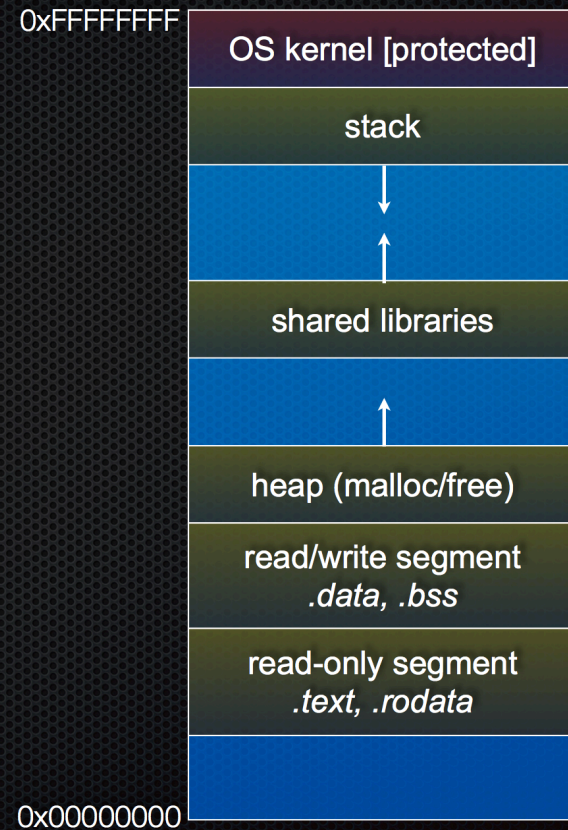 0xFFFFFFFF
OS kernel [protected]
stack
shared libraries
heap (malloc/free)
read/write segment
.data, .bss
read-only segment
.text, .rodata
0x00000000